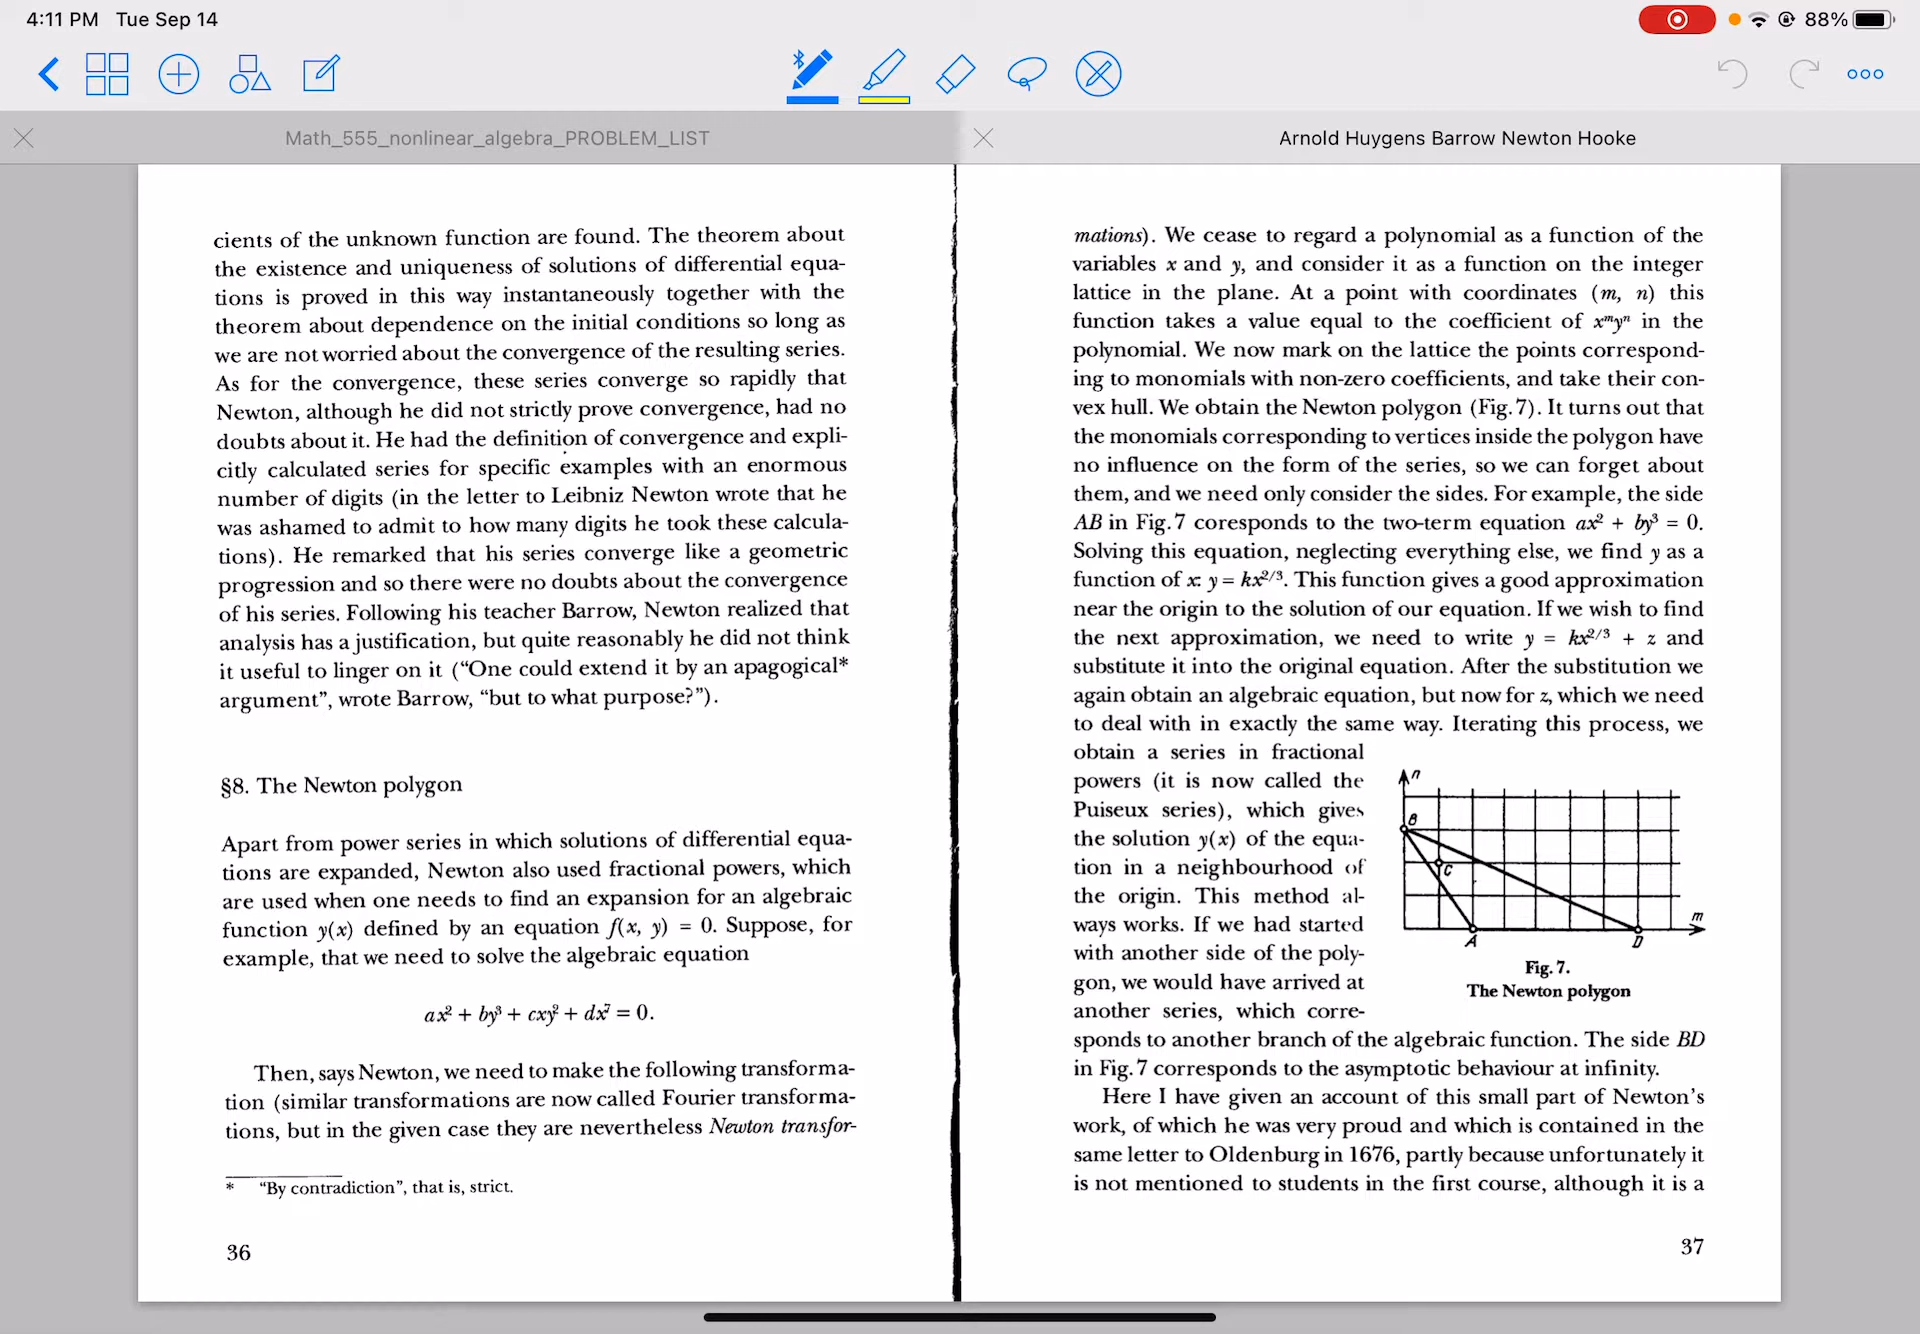 4:11 PM Tue Sep 14
88%
Math_555_nonlinear_algebra_PROBLEM_LIST
Arnold Huygens Barrow Newton Hooke
cients of the unknown function are found. The theorem about
the existence and uniqueness of solutions of differential equa-
tions is proved in this way instantaneously together with the
theorem about dependence on the initial conditions so long as
we are not worried about the convergence of the resulting series.
As for the convergence, these series converge so rapidly that
Newton, although he did not strictly prove convergence, had no
doubts about it. He had the definition of convergence and expli-
citly calculated series for specific examples with an enormous
number of digits (in the letter to Leibniz Newton wrote that he
was ashamed to admit to how many digits he took these calcula-
tions). He remarked that his series converge like a geometric
progression and so there were no doubts about the convergence
of his series. Following his teacher Barrow, Newton realized that
analysis has a justification, but quite reasonably he did not think
it useful to linger on it (“One could extend it by an apagogical*
argument”, wrote Barrow, “but to what purpose?”).
§8. The Newton polygon
Apart from power series in which solutions of differential equa-
tions are expanded, Newton also used fractional powers, which
are used when one needs to find an expansion for an algebraic
function y(x) defined by an equation f(x, y) = 0. Suppose, for
example, that we need to solve the algebraic equation
ax² + by³ + cxy² + dx⁷ = 0.
Then, says Newton, we need to make the following transforma-
tion (similar transformations are now called Fourier transforma-
tions, but in the given case they are nevertheless Newton transfor-
* “By contradiction”, that is, strict.
36
mations). We cease to regard a polynomial as a function of the
variables x and y, and consider it as a function on the integer
lattice in the plane. At a point with coordinates (m, n) this
function takes a value equal to the coefficient of xᵐyⁿ in the
polynomial. We now mark on the lattice the points correspond-
ing to monomials with non-zero coefficients, and take their con-
vex hull. We obtain the Newton polygon (Fig. 7). It turns out that
the monomials corresponding to vertices inside the polygon have
no influence on the form of the series, so we can forget about
them, and we need only consider the sides. For example, the side
AB in Fig. 7 coresponds to the two-term equation ax² + by³ = 0.
Solving this equation, neglecting everything else, we find y as a
function of x: y = kx²/³. This function gives a good approximation
near the origin to the solution of our equation. If we wish to find
the next approximation, we need to write y = kx²/³ + z and
substitute it into the original equation. After the substitution we
again obtain an algebraic equation, but now for z, which we need
to deal with in exactly the same way. Iterating this process, we
obtain a series in fractional
powers (it is now called the
Puiseux series), which gives
the solution y(x) of the equa-
tion in a neighbourhood of
the origin. This method al-
ways works. If we had started
with another side of the poly-
gon, we would have arrived at
another series, which corre-
sponds to another branch of the algebraic function. The side BD
in Fig. 7 corresponds to the asymptotic behaviour at infinity.
Here I have given an account of this small part of Newton’s
work, of which he was very proud and which is contained in the
same letter to Oldenburg in 1676, partly because unfortunately it
is not mentioned to students in the first course, although it is a
n
B
C
m
A
D
Fig. 7.
The Newton polygon
37